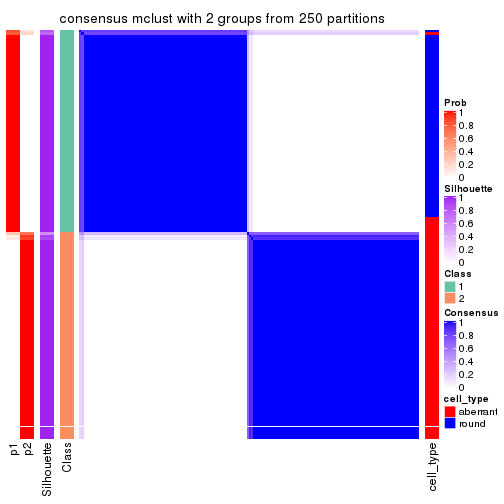 consensus mclust with 2 groups from 250 partitions
Prob
1
0.8
0.6
0.4
0.2
0
Silhouette
1
0.8
0.6
0.4
0.2
0
Class
1
2
Consensus
1
0.8
0.6
0.4
0.2
0
cell_type
aberrant
round
p1
p2
Silhouette
Class
cell_type